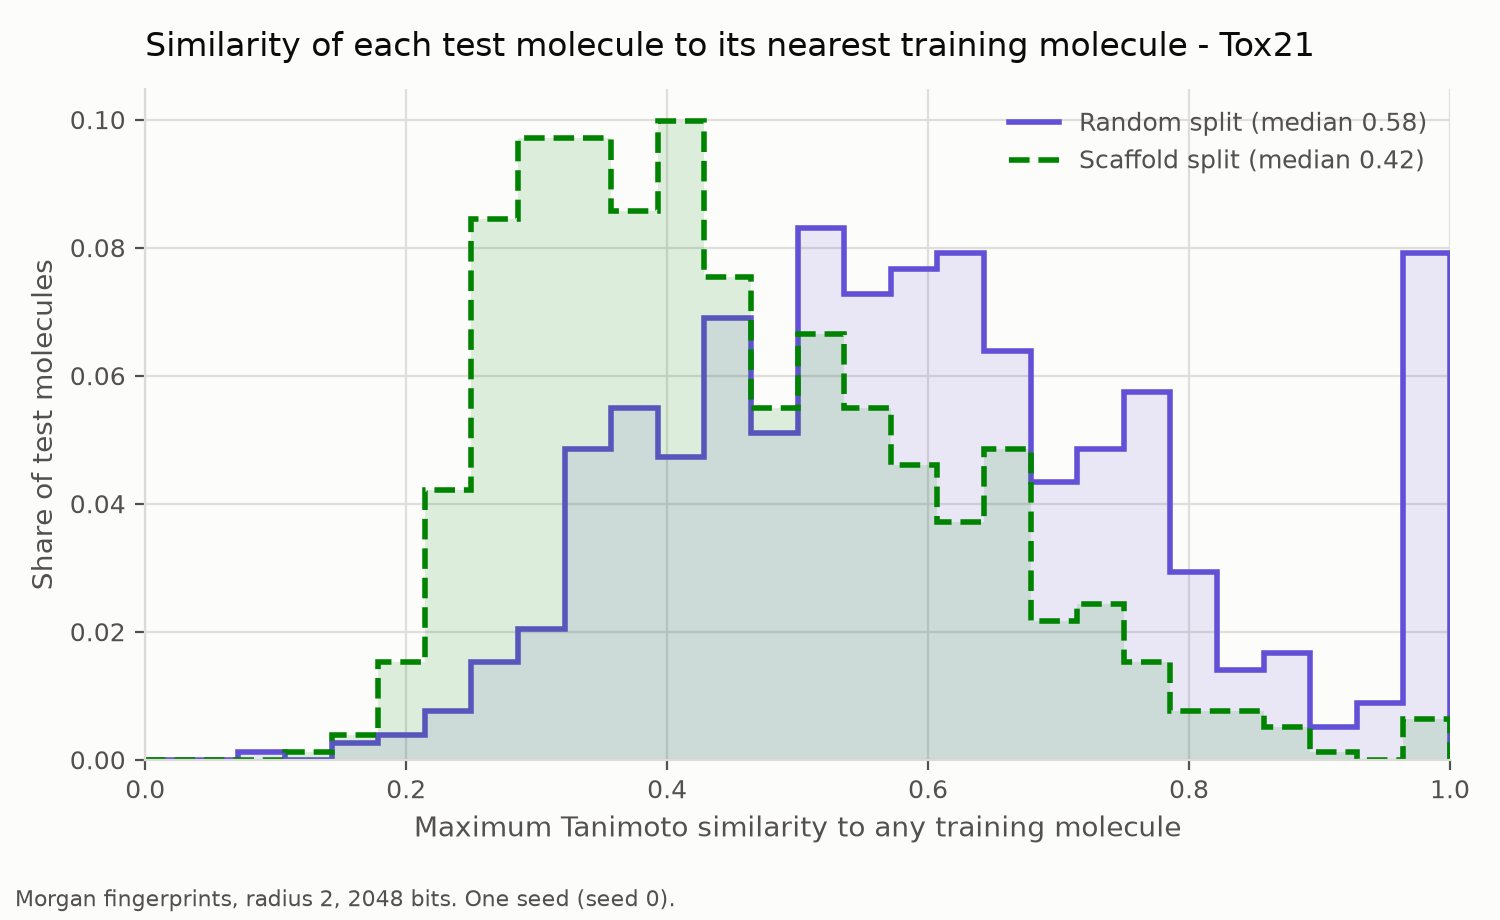 Similarity of each test molecule to its nearest training molecule - Tox21
Random split (median 0.58)
Scaffold split (median 0.42)
Share of test molecules
0.10
0.08
0.06
0.04
0.02
0.00
0.0 0.2 0.4 0.6 0.8 1.0
Maximum Tanimoto similarity to any training molecule
Morgan fingerprints, radius 2, 2048 bits. One seed (seed 0).